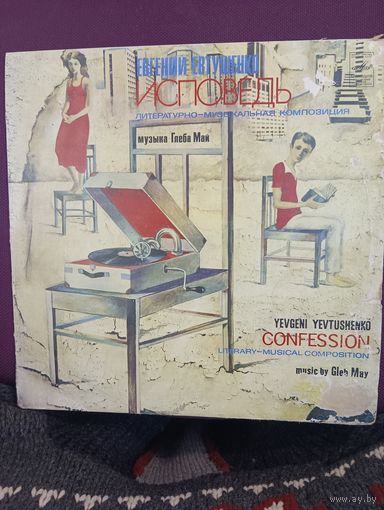 ЕВГЕНИЙ ЕВТУШЕНКО
ИСПОВЕДЬ
ЛИТЕРАТУРНО-МУЗЫКАЛЬНАЯ КОМПОЗИЦИЯ
музыка Глеба Май
YEVGENI YEVTUSHENKO
CONFESSION
LITERARY-MUSICAL COMPOSITION
music by Gleb May
www.ay.by